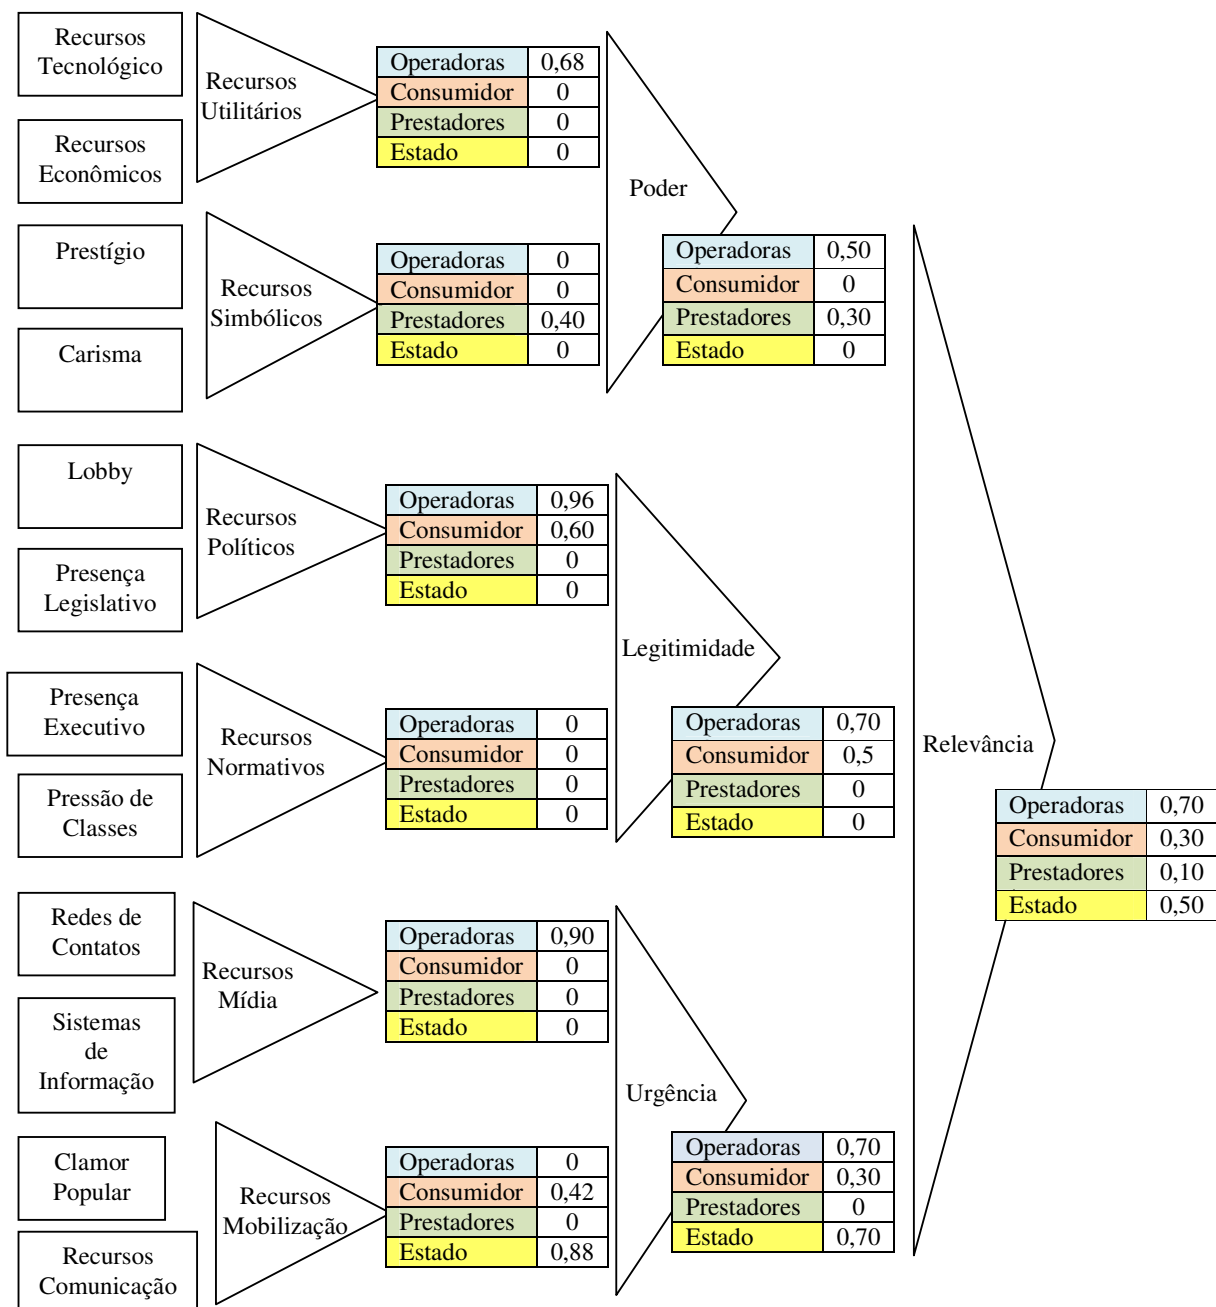 Recursos
Tecnológico
Recursos
Econômicos
Recursos
Utilitários
Operadoras 0,68
Consumidor 0
Prestadores 0
Estado 0
Prestígio
Carisma
Recursos
Simbólicos
Operadoras 0
Consumidor 0
Prestadores 0,40
Estado 0
Poder
Operadoras 0,50
Consumidor 0
Prestadores 0,30
Estado 0
Lobby
Presença
Legislativo
Recursos
Políticos
Operadoras 0,96
Consumidor 0,60
Prestadores 0
Estado 0
Presença
Executivo
Pressão de
Classes
Recursos
Normativos
Operadoras 0
Consumidor 0
Prestadores 0
Estado 0
Legitimidade
Operadoras 0,70
Consumidor 0,5
Prestadores 0
Estado 0
Redes de
Contatos
Sistemas
de
Informação
Recursos
Mídia
Operadoras 0,90
Consumidor 0
Prestadores 0
Estado 0
Clamor
Popular
Recursos
Comunicação
Recursos
Mobilização
Operadoras 0
Consumidor 0,42
Prestadores 0
Estado 0,88
Urgência
Operadoras 0,70
Consumidor 0,30
Prestadores 0
Estado 0,70
Relevância
Operadoras 0,70
Consumidor 0,30
Prestadores 0,10
Estado 0,50